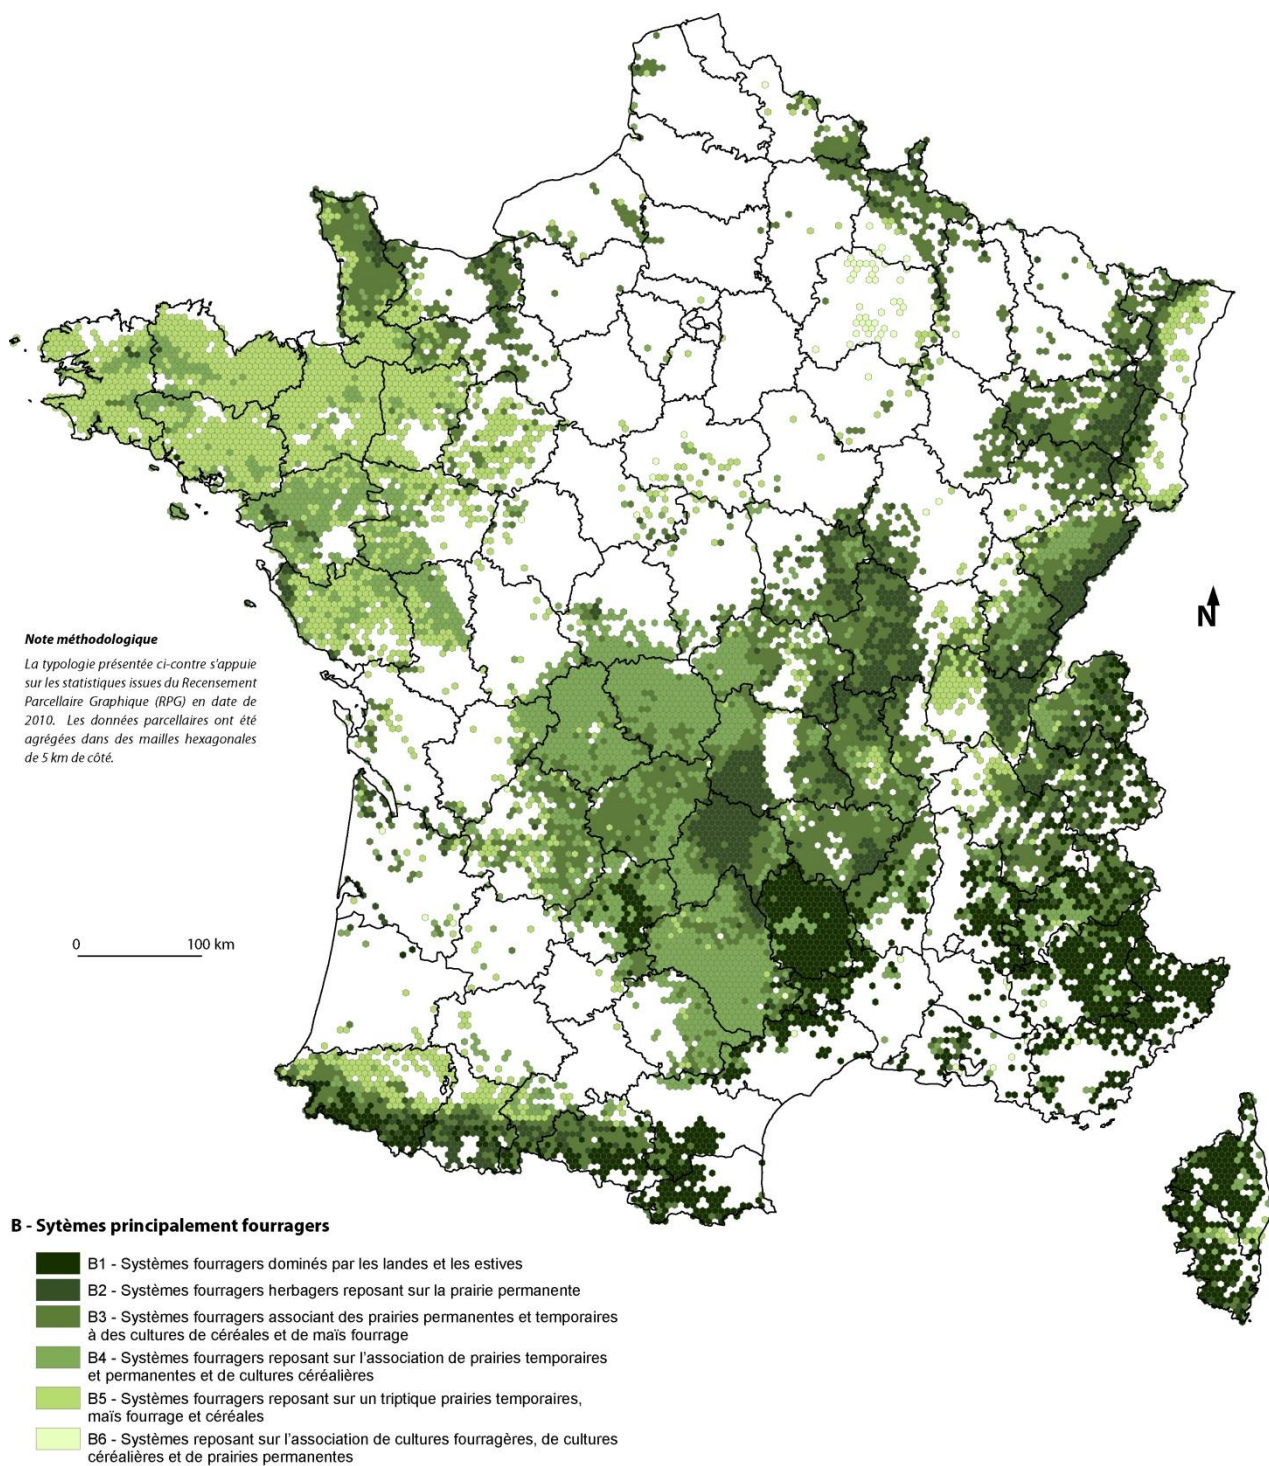 N
Note méthodologique
La typologie présentée ci-contre s'appuie
sur les statistiques issues du Recensement
Parcellaire Graphique (RPG) en date de
2010. Les données parcellaires ont été
agrégées dans des mailles hexagonales
de 5 km de côté.
0 100 km
B - Sytèmes principalement fourragers
B1 - Systèmes fourragers dominés par les landes et les estives
B2 - Systèmes fourragers herbagers reposant sur la prairie permanente
B3 - Systèmes fourragers associant des prairies permanentes et temporaires
à des cultures de céréales et de maïs fourrage
B4 - Systèmes fourragers reposant sur l'association de prairies temporaires
et permanentes et de cultures céréalières
B5 - Systèmes fourragers reposant sur un triptique prairies temporaires,
maïs fourrage et céréales
B6 - Systèmes reposant sur l'association de cultures fourragères, de cultures
céréalières et de prairies permanentes